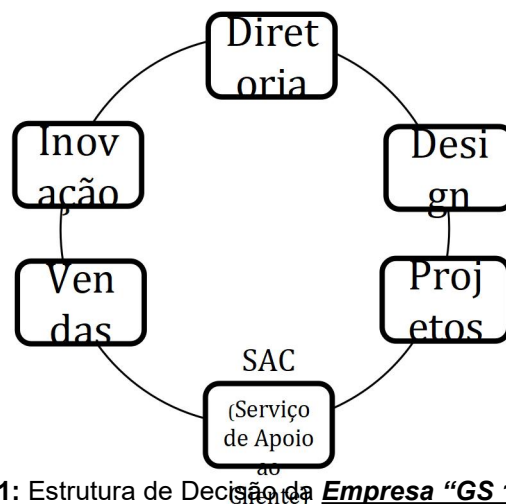 Diret
oria
Inov
ação
Desi
gn
Ven
das
Proj
etos
SAC
(Serviço
de Apoio
ao
Cliente)
1: Estrutura de Decisão da Empresa “GS